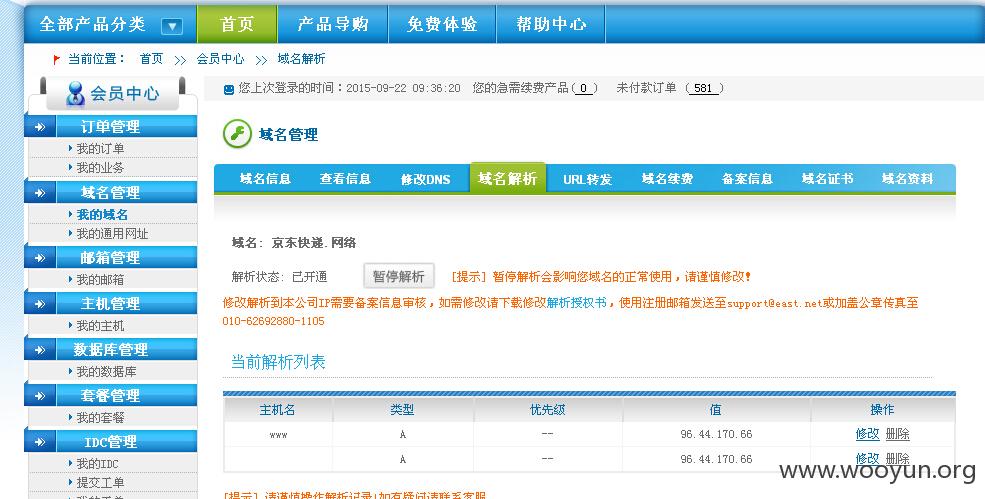 全部产品分类 首页 产品导购 免费体验 帮助中心
当前位置： 首页 >> 会员中心 >> 域名解析
会员中心
您上次登录的时间：2015-09-22 09:36:20 您的急需续费产品( 0 ) 未付款订单 ( 581 )
订单管理
我的订单
我的业务
域名管理
我的域名
我的通用网址
邮箱管理
我的邮箱
主机管理
我的主机
数据库管理
我的数据库
套餐管理
我的套餐
IDC管理
我的IDC
提交工单
域名管理
域名信息 查看信息 修改DNS 域名解析 URL转发 域名续费 备案信息 域名证书 域名资料
域名: 京东快递.网络
解析状态: 已开通 暂停解析 [提示] 暂停解析会影响您域名的正常使用，请谨慎修改！
修改解析到本公司IP需要备案信息审核，如需修改请下载修改解析授权书，使用注册邮箱发送至support@east.net或加盖公章传真至
010-62692880-1105
当前解析列表
主机名 类型 优先级 值 操作
www A -- 96.44.170.66 修改 删除
A -- 96.44.170.66 修改 删除
[提示] 请谨慎操作解析记录!如有疑问请联系客服
www.wooyun.org